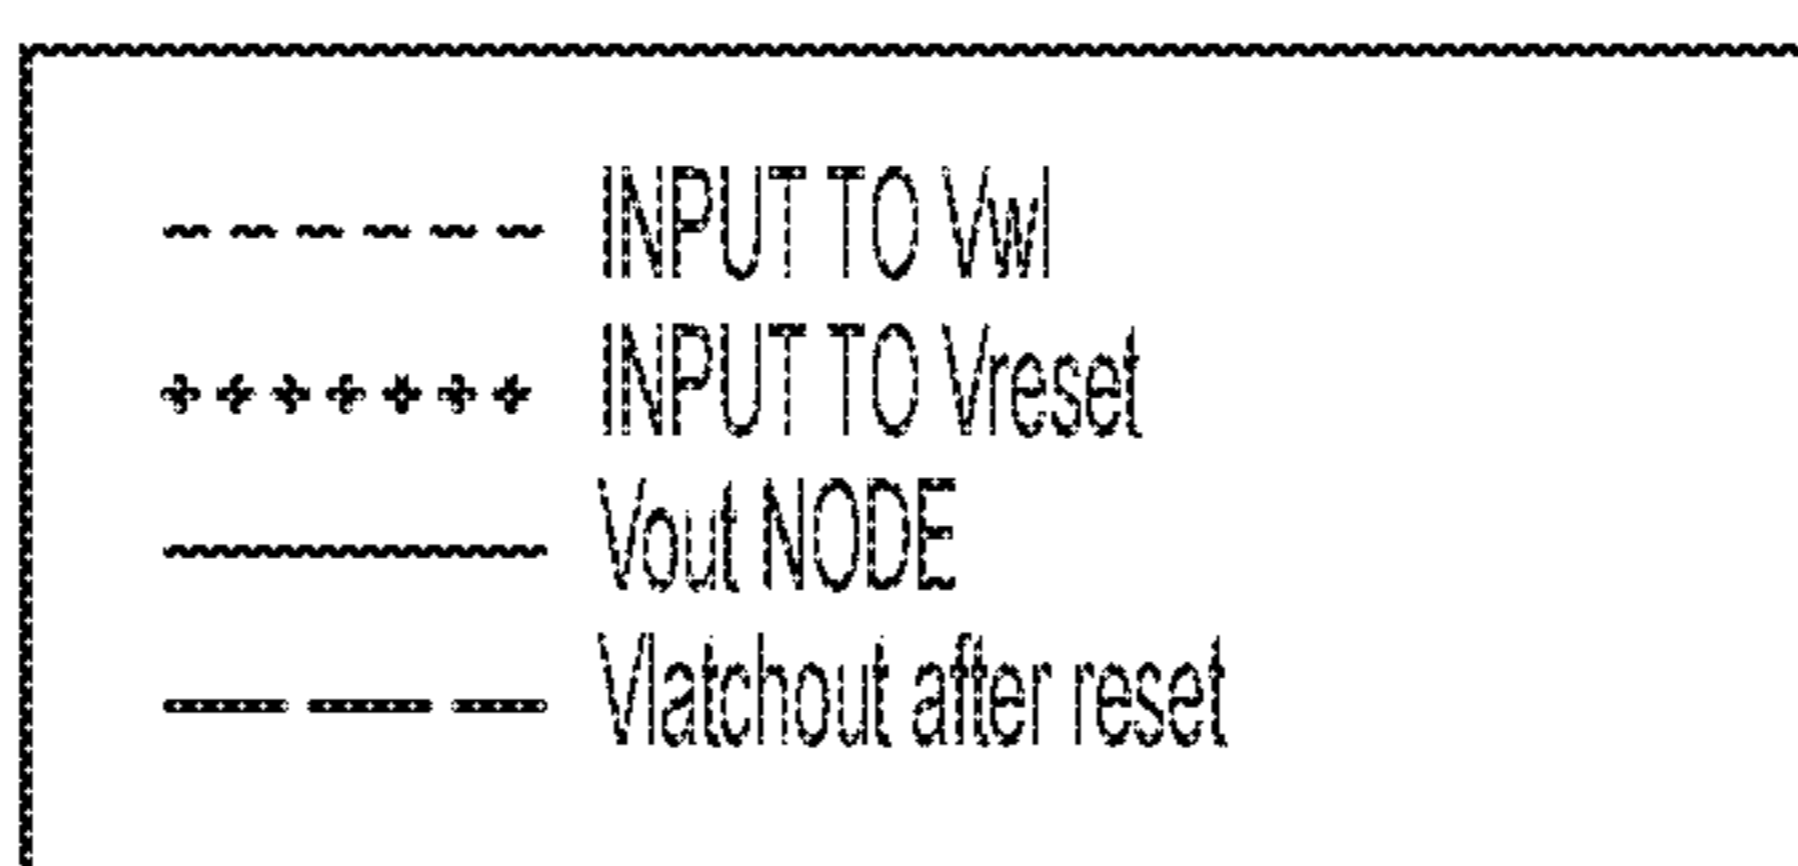 INPUT TO Vwl
INPUT TO Vreset
Vout NODE
Vlatchout after reset